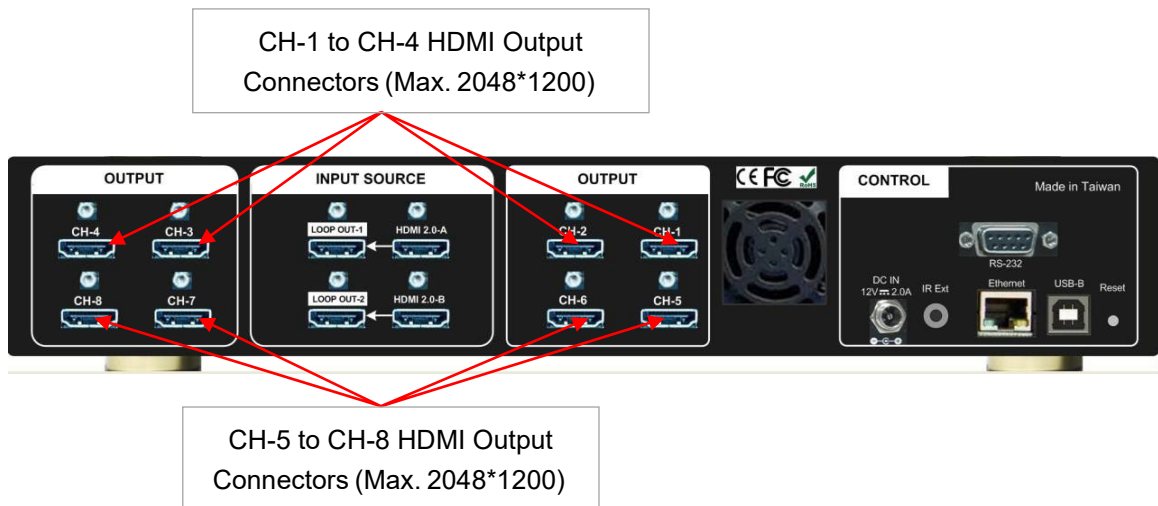 CH-1 to CH-4 HDMI Output
Connectors (Max. 2048*1200)
OUTPUT
CH-4
CH-3
CH-8
CH-7
INPUT SOURCE
LOOP OUT-1
HDMI 2.0-A
LOOP OUT-2
HDMI 2.0-B
OUTPUT
CH-2
CH-1
CH-6
CH-5
CE FC
RoHS
CONTROL
Made in Taiwan
RS-232
DC IN
12V 2.0A
IR Ext
Ethernet
USB-B
Reset
CH-5 to CH-8 HDMI Output
Connectors (Max. 2048*1200)